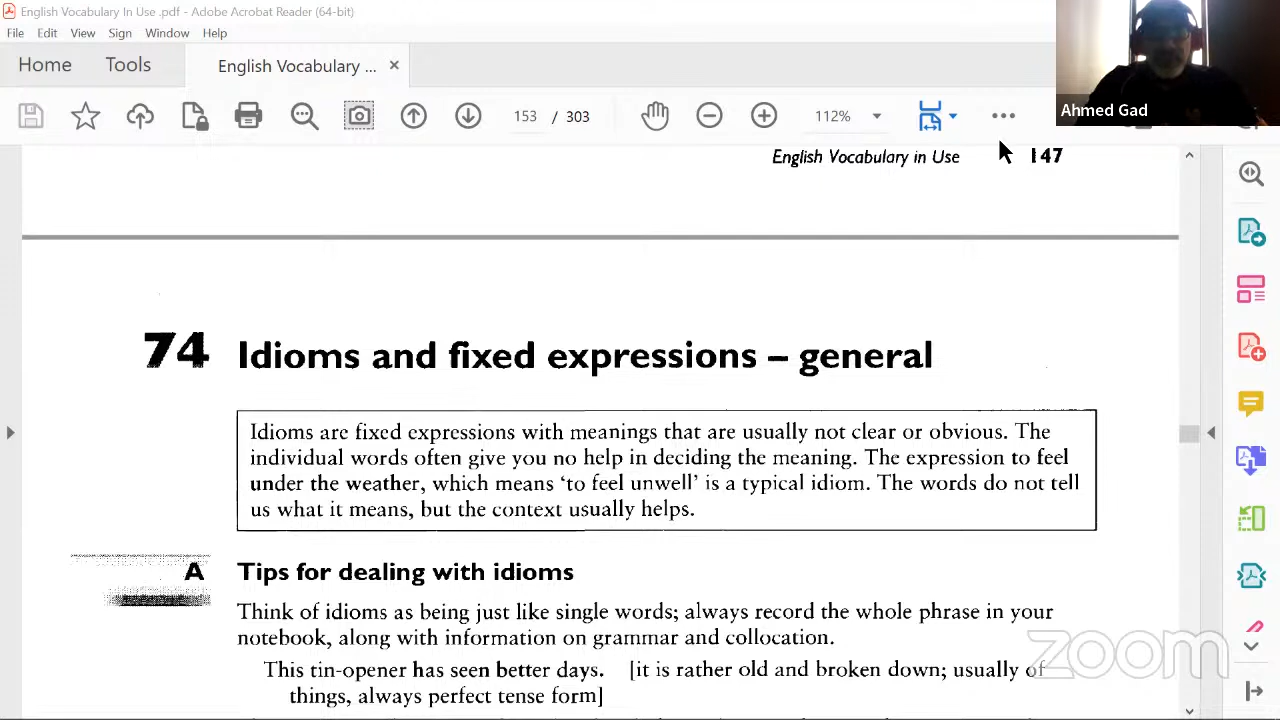 English Vocabulary In Use .pdf - Adobe Acrobat Reader (64-bit)
File Edit View Sign Window Help
Home Tools English Vocabulary ... ×
153 / 303 112%
Ahmed Gad
English Vocabulary in Use 147
74 Idioms and fixed expressions – general
Idioms are fixed expressions with meanings that are usually not clear or obvious. The
individual words often give you no help in deciding the meaning. The expression to feel
under the weather, which means ‘to feel unwell’ is a typical idiom. The words do not tell
us what it means, but the context usually helps.
A Tips for dealing with idioms
Think of idioms as being just like single words; always record the whole phrase in your
notebook, along with information on grammar and collocation.
This tin-opener has seen better days. [it is rather old and broken down; usually of
things, always perfect tense form]
zoom